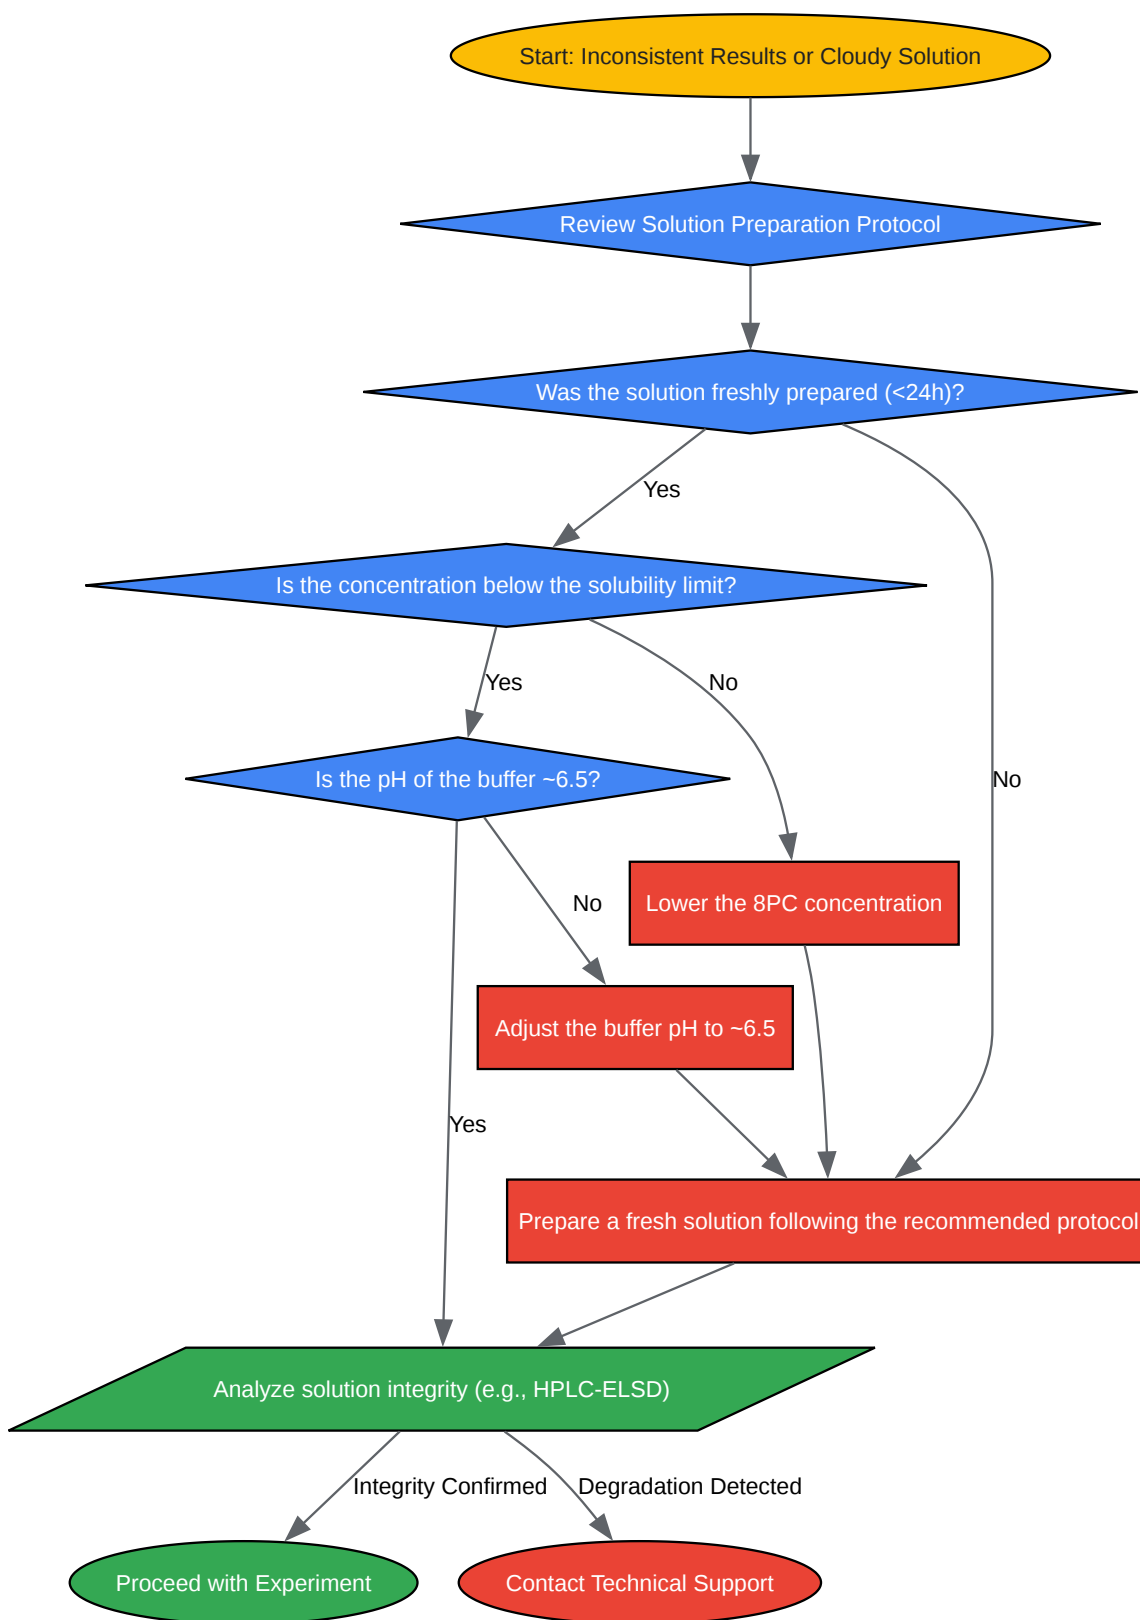 Start: Inconsistent Results or Cloudy Solution
Review Solution Preparation Protocol
Was the solution freshly prepared (<24h)?
Yes
Is the concentration below the solubility limit?
Yes
No
Is the pH of the buffer ~6.5?
No
No
Lower the 8PC concentration
Adjust the buffer pH to ~6.5
Yes
Prepare a fresh solution following the recommended protocol
Analyze solution integrity (e.g., HPLC-ELSD)
Integrity Confirmed
Degradation Detected
Proceed with Experiment
Contact Technical Support